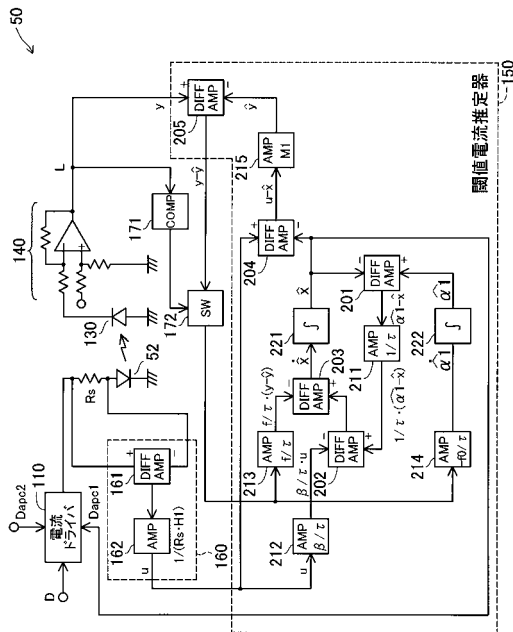 50
110
Dapc2
D
電流
ドライバ
Dapc1
Rs
52
130
140
L
161
DIFF
AMP
+
-
162
AMP
1/(Rs·H1)
160
u
COMP
171
SW
172
y
+
DIFF
AMP
-
205
ŷ
y-ŷ
AMP
M1
215
u-x̂
+
DIFF
AMP
-
204
x̂
∫
221
DIFF
AMP
-
+
201
α̂1-x̂
AMP
1/τ
211
1/τ·(α̂1-x̂)
α̂1
∫
222
f/τ·(y-ŷ)
AMP
f/τ
213
DIFF
AMP
203
-
+
β/τ·u
DIFF
AMP
202
-
+
AMP
β/τ
212
AMP
214
閾値電流推定器
150